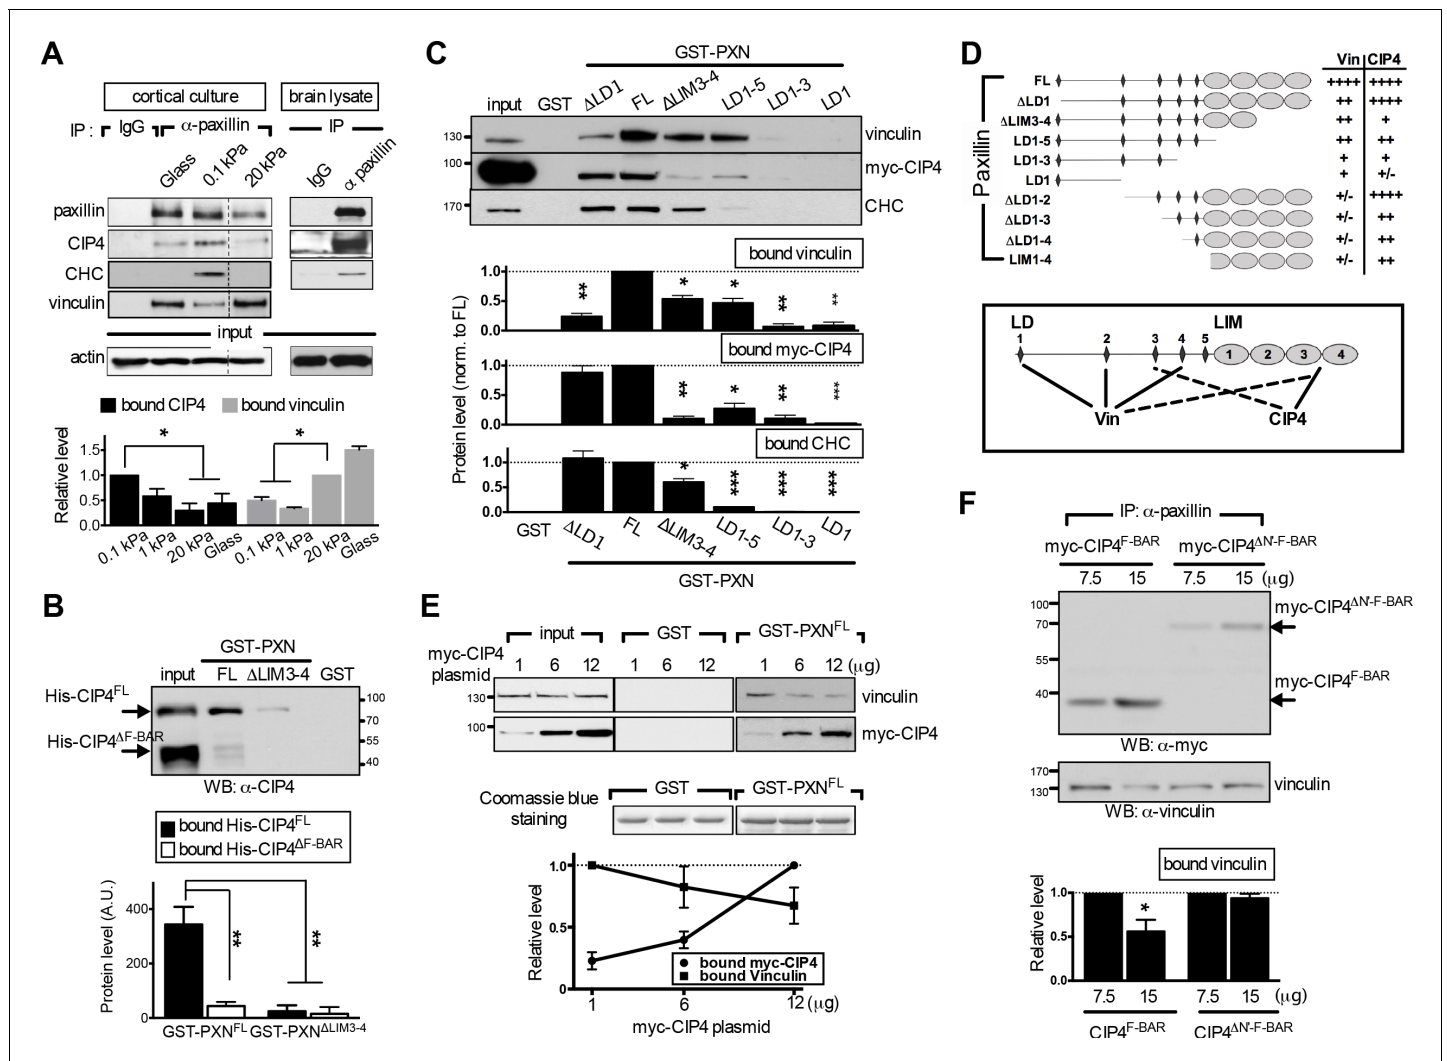 A
cortical culture
brain lysate
IP :
IgG
α-paxillin
IP
Glass
0.1 kPa
20 kPa
IgG
α paxillin
paxillin
CIP4
CHC
vinculin
input
actin
bound CIP4
bound vinculin
Relative level
1.5
1.0
0.5
0.0
*
*
0.1 kPa
1 kPa
20 kPa
Glass
0.1 kPa
1 kPa
20 kPa
Glass
B
GST-PXN
input
FL
ΔLIM3-4
GST
His-CIP4FL
His-CIP4ΔF-BAR
100
70
55
40
WB: α-CIP4
bound His-CIP4FL
bound His-CIP4ΔF-BAR
Protein level (A.U.)
400
200
0
**
**
GST-PXNFL
GST-PXNΔLIM3-4
C
GST-PXN
input
GST
ΔLD1
FL
ΔLIM3-4
LD1-5
LD1-3
LD1
130
vinculin
100
myc-CIP4
170
CHC
Protein level (norm. to FL)
bound vinculin
1.0
0.5
0.0
**
*
*
**
**
bound myc-CIP4
1.0
0.5
0.0
**
*
**
***
bound CHC
1.0
0.5
0.0
*
***
***
***
GST
ΔLD1
FL
ΔLIM3-4
LD1-5
LD1-3
LD1
GST-PXN
D
Vin
CIP4
Paxillin
FL ++++ ++++
ΔLD1 ++ ++++
ΔLIM3-4 ++ +
LD1-5 ++ ++
LD1-3 + +
LD1 + +/-
ΔLD1-2 +/- ++++
ΔLD1-3 +/- ++
ΔLD1-4 +/- ++
LIM1-4 +/- ++
LD
LIM
1 2 3 4 5 1 2 3 4
Vin
CIP4
E
input
GST
GST-PXNFL
myc-CIP4
plasmid
1 6 12 1 6 12 1 6 12 (μg)
130
vinculin
100
myc-CIP4
GST
GST-PXNFL
Coomassie blue
staining
Relative level
1.0
0.5
0
bound myc-CIP4
bound Vinculin
1 6 12 (μg)
myc-CIP4 plasmid
F
IP: α-paxillin
myc-CIP4F-BAR
myc-CIP4ΔN'-F-BAR
7.5 15 7.5 15 (μg)
100
70
55
40
myc-CIP4ΔN'-F-BAR
myc-CIP4F-BAR
WB: α-myc
170
130
vinculin
WB: α-vinculin
bound vinculin
Relative level
1.0
0.5
0.0
*
7.5 15 7.5 15 (μg)
CIP4F-BAR
CIP4ΔN'-F-BAR